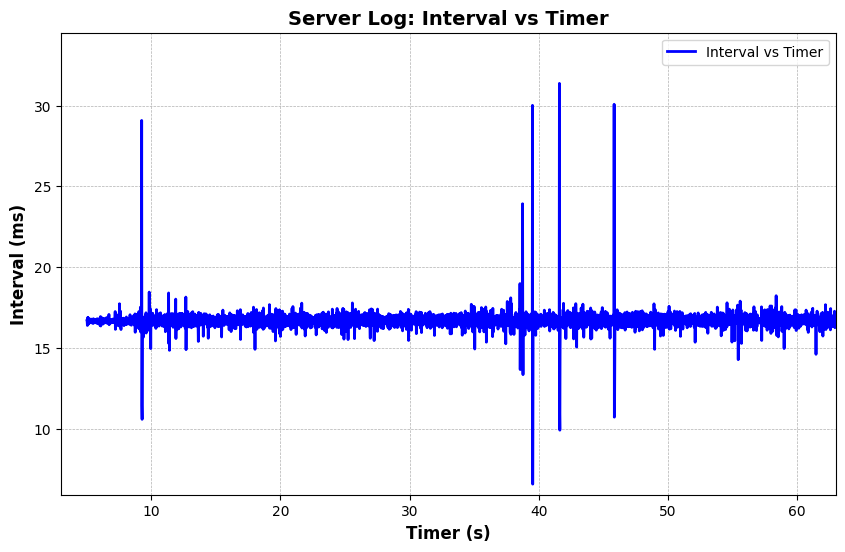 Server Log: Interval vs Timer
Interval vs Timer
30
25
20
15
10
Interval (ms)
10 20 30 40 50 60
Timer (s)